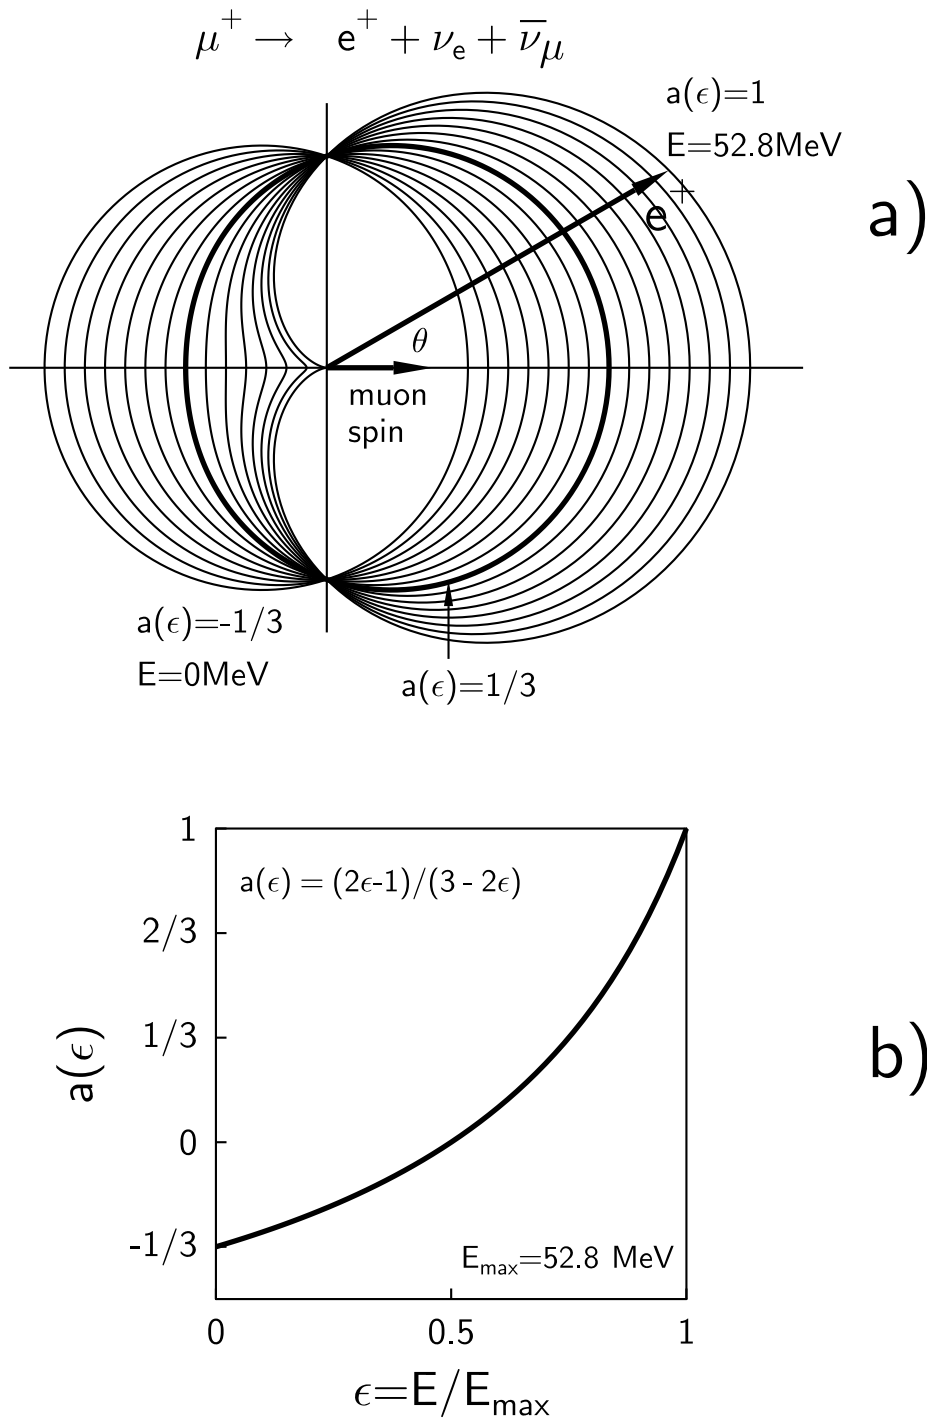 μ⁺ → e⁺ + ν_e + ν̅_μ
a(ϵ)=1
E=52.8MeV
e⁺
a)
θ
muon
spin
a(ϵ)=-1/3
E=0MeV
a(ϵ)=1/3
1
a(ϵ) = (2ϵ-1)/(3 - 2ϵ)
2/3
1/3
a(ϵ)
b)
0
-1/3
E_max=52.8 MeV
0 0.5 1
ϵ=E/E_max